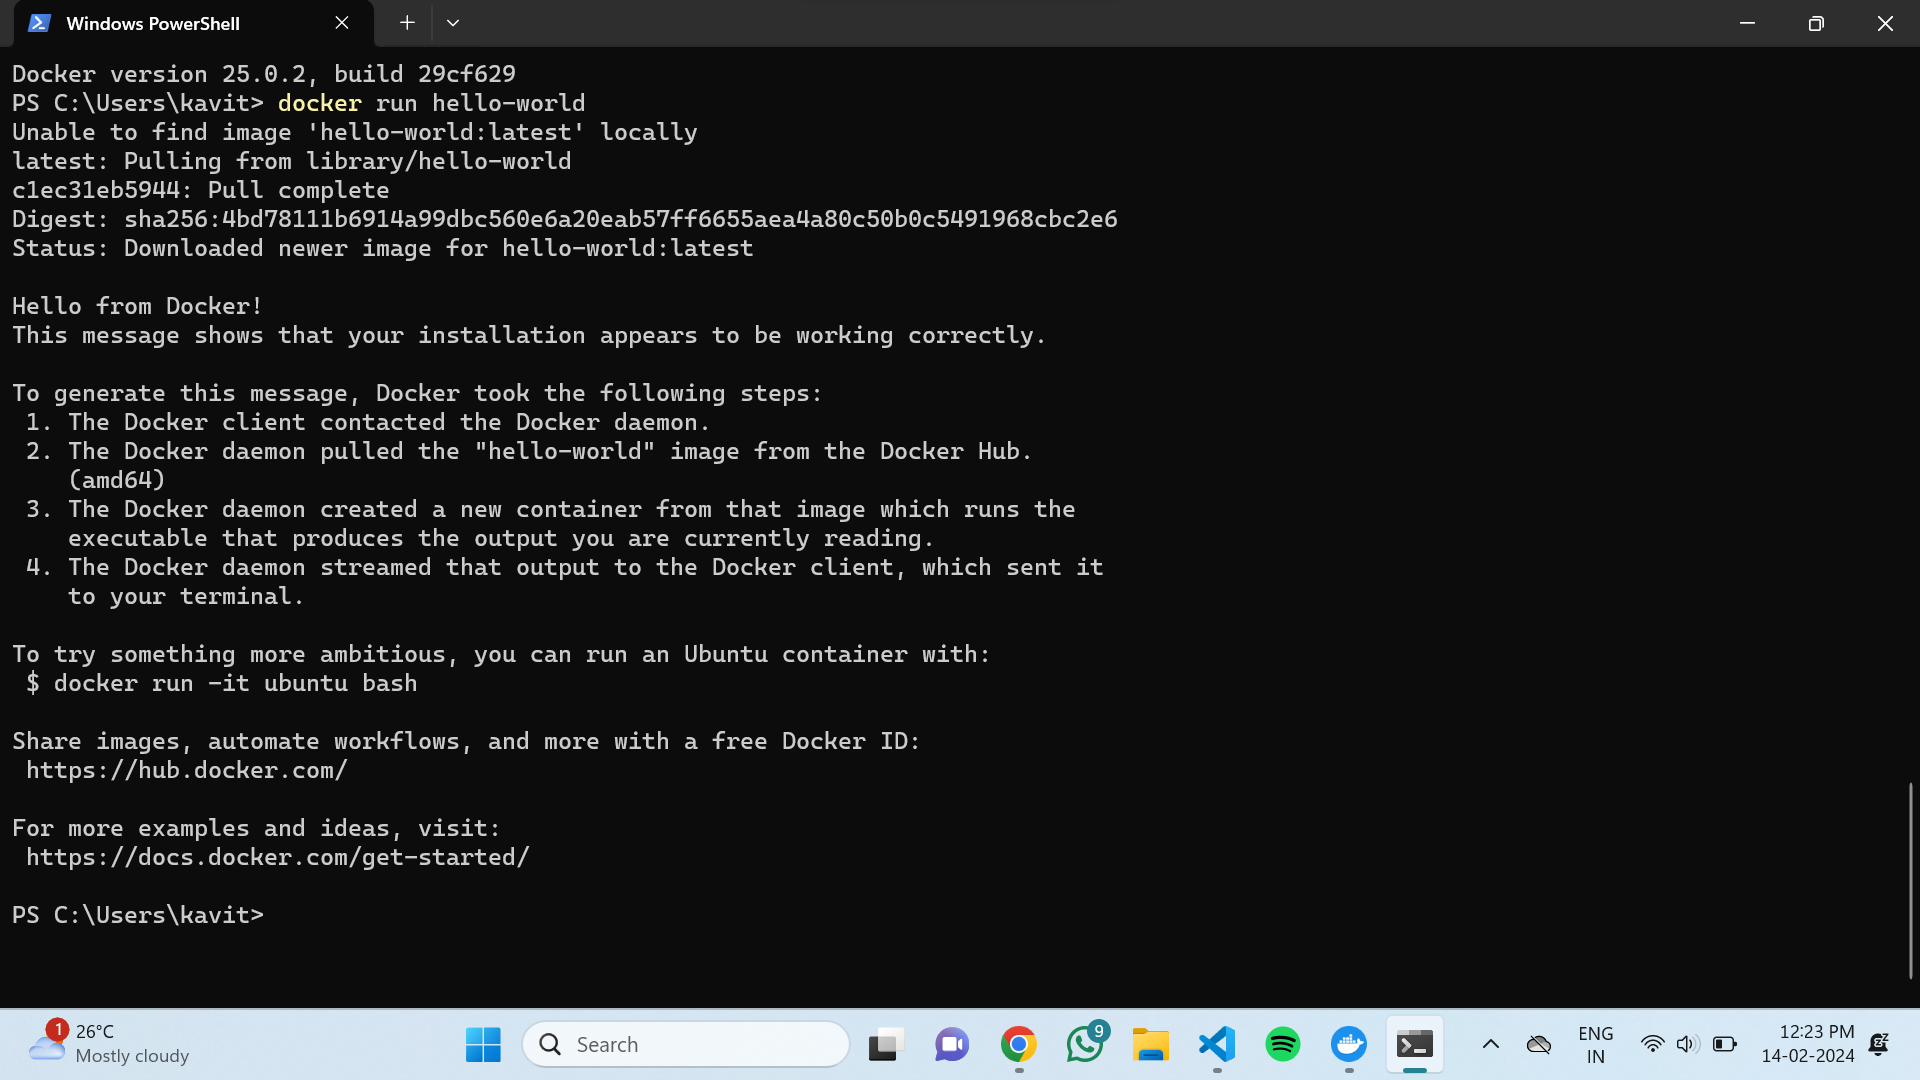 Windows PowerShell
Docker version 25.0.2, build 29cf629
PS C:\Users\kavit> docker run hello-world
Unable to find image 'hello-world:latest' locally
latest: Pulling from library/hello-world
c1ec31eb5944: Pull complete
Digest: sha256:4bd78111b6914a99dbc560e6a20eab57ff6655aea4a80c50b0c5491968cbc2e6
Status: Downloaded newer image for hello-world:latest

Hello from Docker!
This message shows that your installation appears to be working correctly.

To generate this message, Docker took the following steps:
 1. The Docker client contacted the Docker daemon.
 2. The Docker daemon pulled the "hello-world" image from the Docker Hub.
    (amd64)
 3. The Docker daemon created a new container from that image which runs the
    executable that produces the output you are currently reading.
 4. The Docker daemon streamed that output to the Docker client, which sent it
    to your terminal.

To try something more ambitious, you can run an Ubuntu container with:
 $ docker run -it ubuntu bash

Share images, automate workflows, and more with a free Docker ID:
 https://hub.docker.com/

For more examples and ideas, visit:
 https://docs.docker.com/get-started/

PS C:\Users\kavit>
1
26°C
Mostly cloudy
Search
9
ENG
IN
12:23 PM
14-02-2024